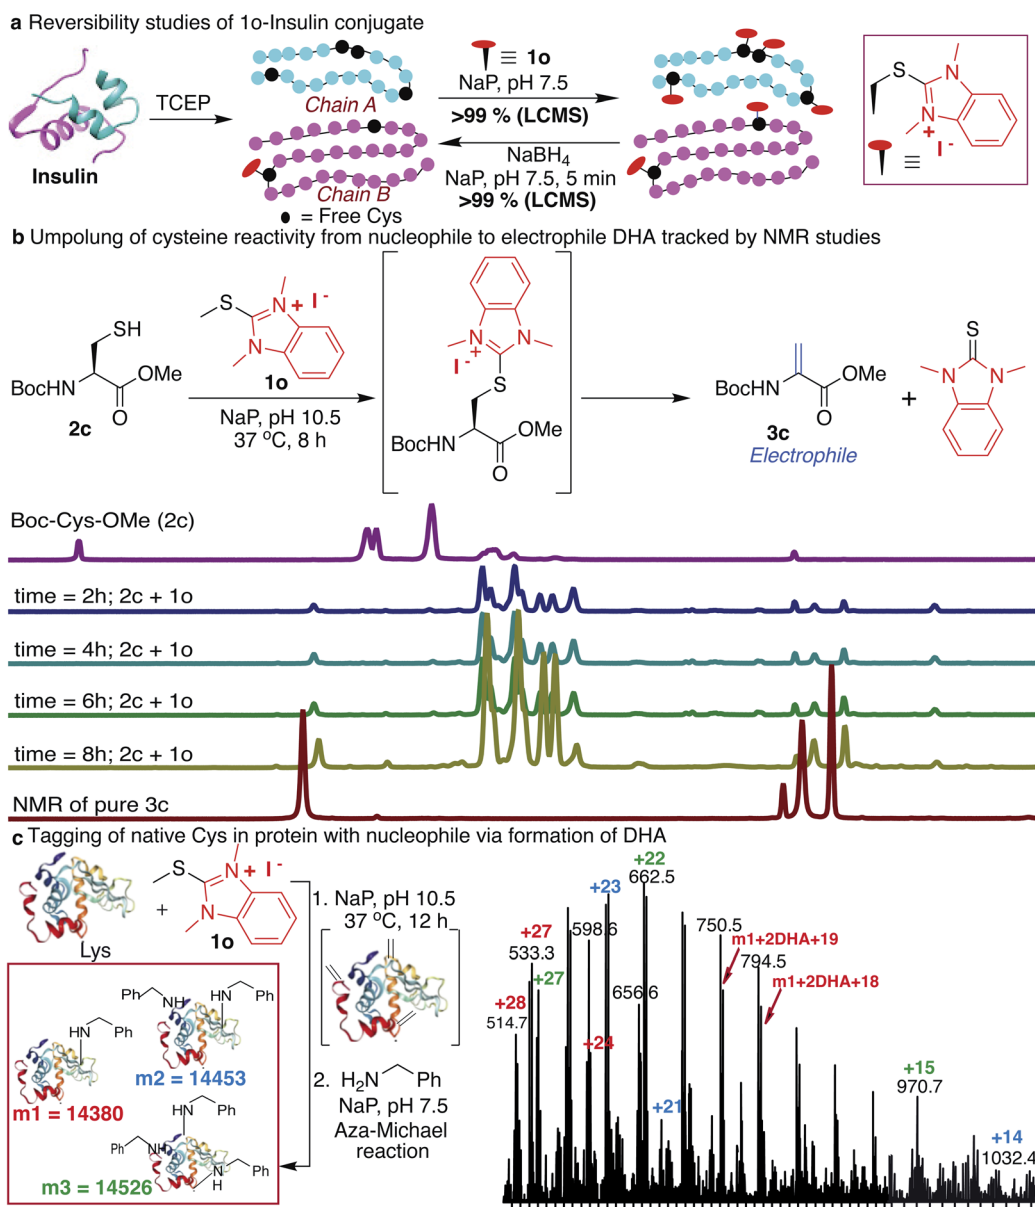 a Reversibility studies of 1o-Insulin conjugate
Insulin
TCEP
Chain A
Chain B
● = Free Cys
≡ 1o
NaP, pH 7.5
>99 % (LCMS)
NaBH4
NaP, pH 7.5, 5 min
>99 % (LCMS)
S
N
N
+
I -
≡
b Umpolung of cysteine reactivity from nucleophile to electrophile DHA tracked by NMR studies
SH
BocHN
OMe
O
2c
S
N
+ I -
N
1o
NaP, pH 10.5
37 °C, 8 h
N
N
+
I -
S
BocHN
OMe
O
BocHN
OMe
O
3c
Electrophile
+
S
N
N
Boc-Cys-OMe (2c)
time = 2h; 2c + 1o
time = 4h; 2c + 1o
time = 6h; 2c + 1o
time = 8h; 2c + 1o
NMR of pure 3c
c Tagging of native Cys in protein with nucleophile via formation of DHA
Lys
+
S
N
+ I -
N
1o
1. NaP, pH 10.5
37 °C, 12 h
2. H2N
Ph
NaP, pH 7.5
Aza-Michael
reaction
HN
Ph
m1 = 14380
Ph
NH
HN
Ph
m2 = 14453
HN
Ph
Ph
NH
N
H
Ph
m3 = 14526
+28
514.7
+27
533.3
+27
598.6
+24
+23
656.6
+22
662.5
+21
750.5
m1+2DHA+19
794.5
m1+2DHA+18
+15
970.7
+14
1032.4